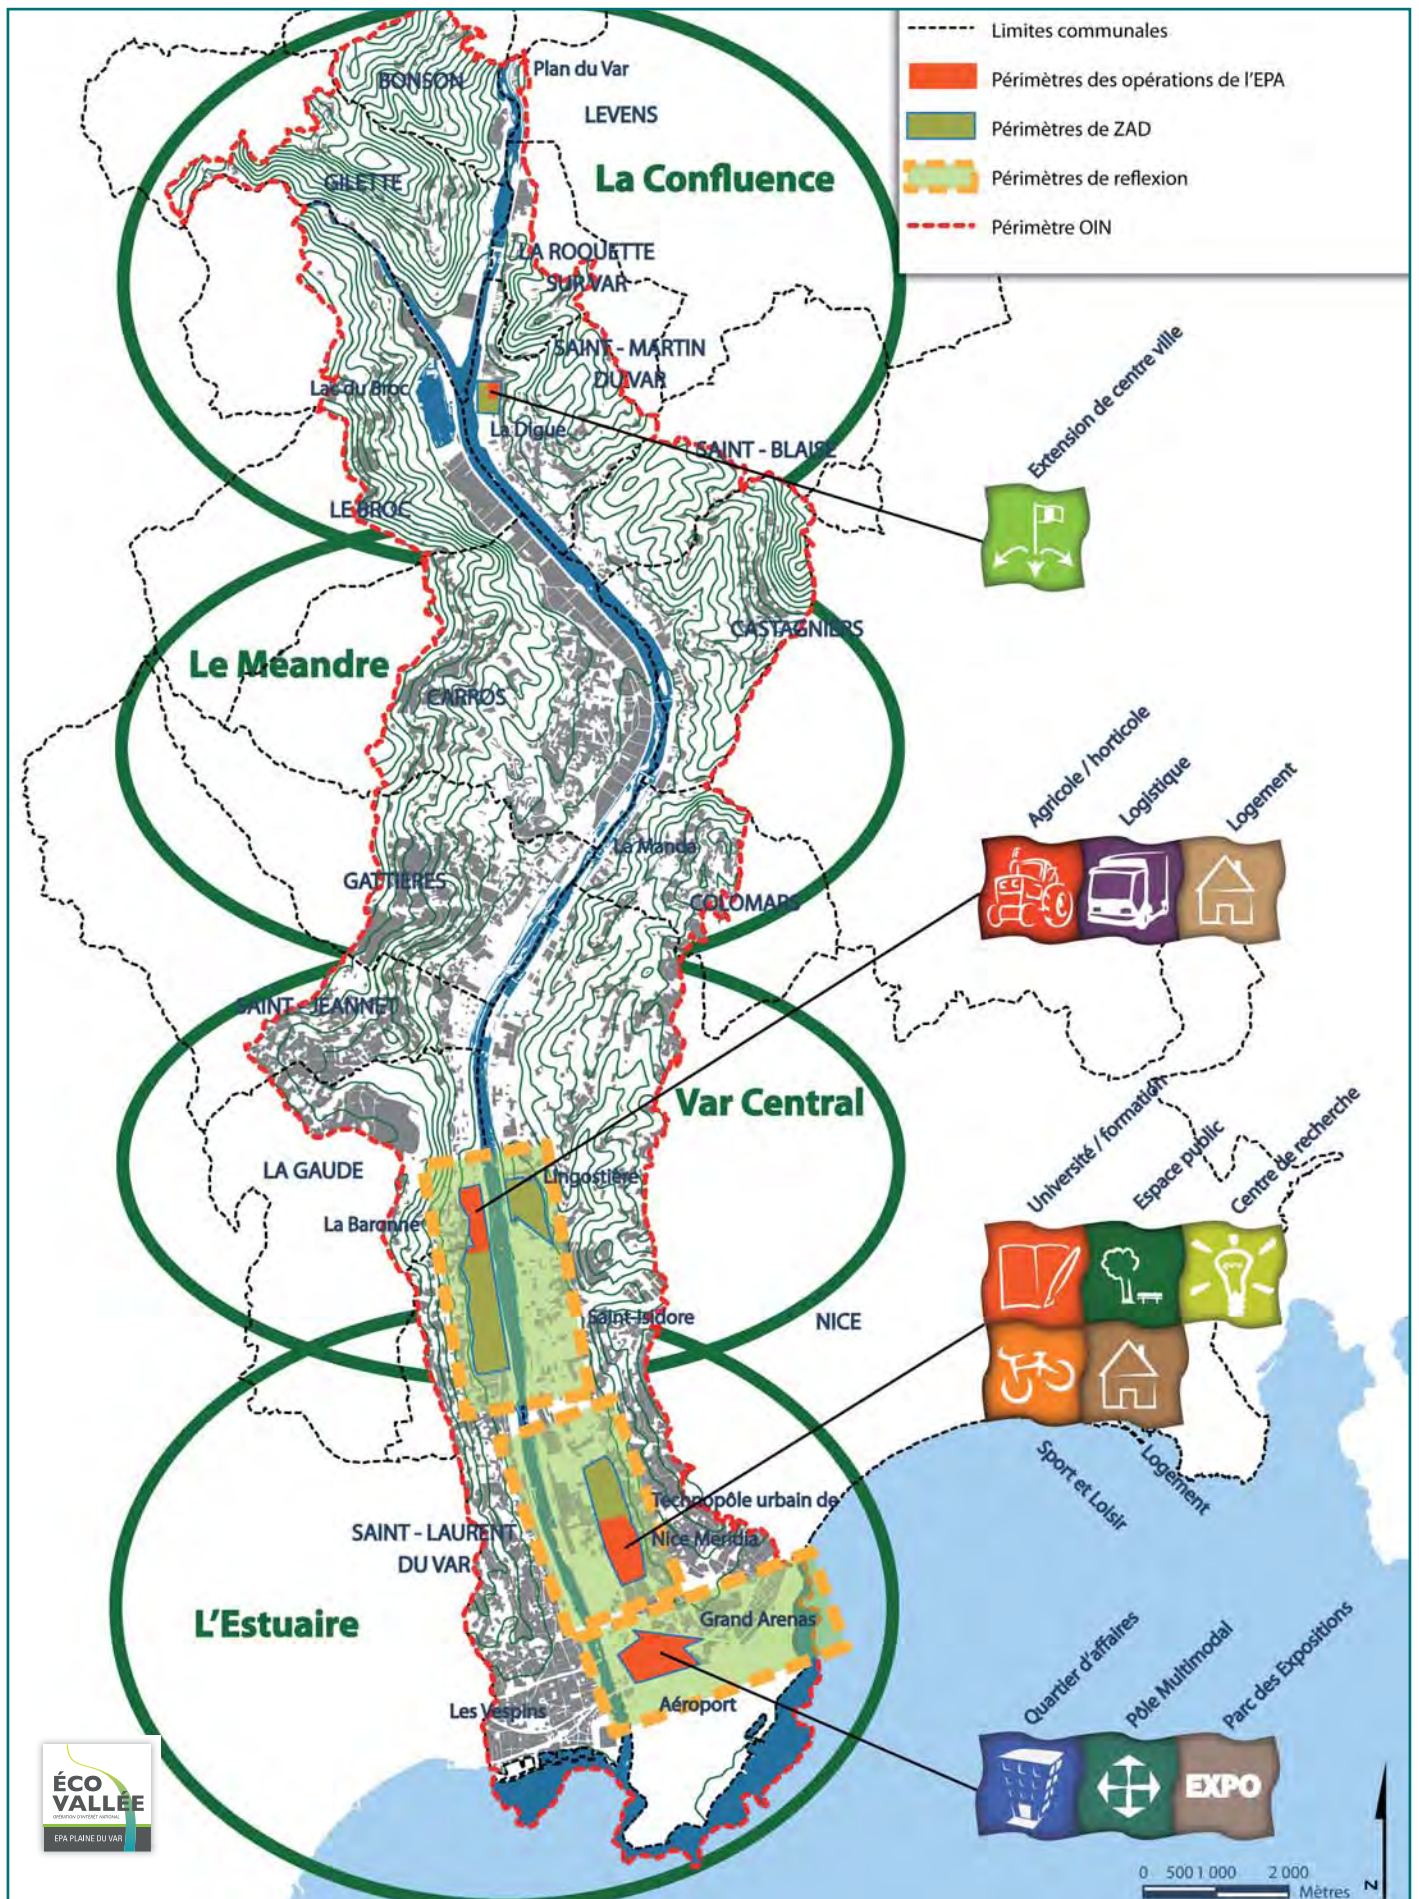 Limites communales
Périmètres des opérations de l'EPA
Périmètres de ZAD
Périmètres de reflexion
Périmètre OIN
BONSON
Plan du Var
LEVENS
La Confluence
GILETTE
LA ROQUETTE
SUR VAR
SAINT - MARTIN
DU VAR
Lac du Broc
La Digue
SAINT - BLAISE
LE BROC
Extension de centre ville
CASTAGNIERS
Le Méandre
CARROS
La Manda
GATTIERES
COLOMARS
Agricole / horticole
Logistique
Logement
SAINT - JEANNET
Var Central
LA GAUDE
Lingostière
La Baronne
Saint-Isidore
NICE
Université / formation
Espace public
Centre de recherche
Sport et Loisir
Logement
Technopôle urbain de
Nice Meridia
SAINT - LAURENT
DU VAR
L'Estuaire
Grand Arenas
Les Vespins
Aéroport
Quartier d'affaires
Pôle Multimodal
Parc des Expositions
EXPO
ÉCO
VALLÉE
OPÉRATION D'INTÉRÊT NATIONAL
EPA PLAINE DU VAR
0 500 1 000 2 000
Mètres
N